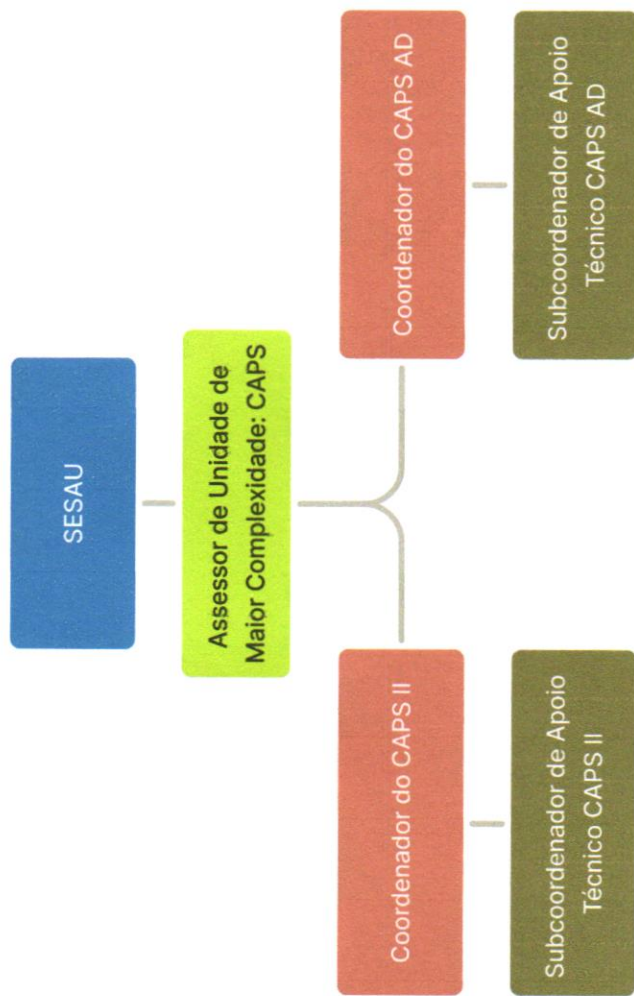 SESAU
Assessor de Unidade de
Maior Complexidade: CAPS
Coordenador do CAPS II
Coordenador do CAPS AD
Subcoordenador de Apoio
Técnico CAPS II
Subcoordenador de Apoio
Técnico CAPS AD